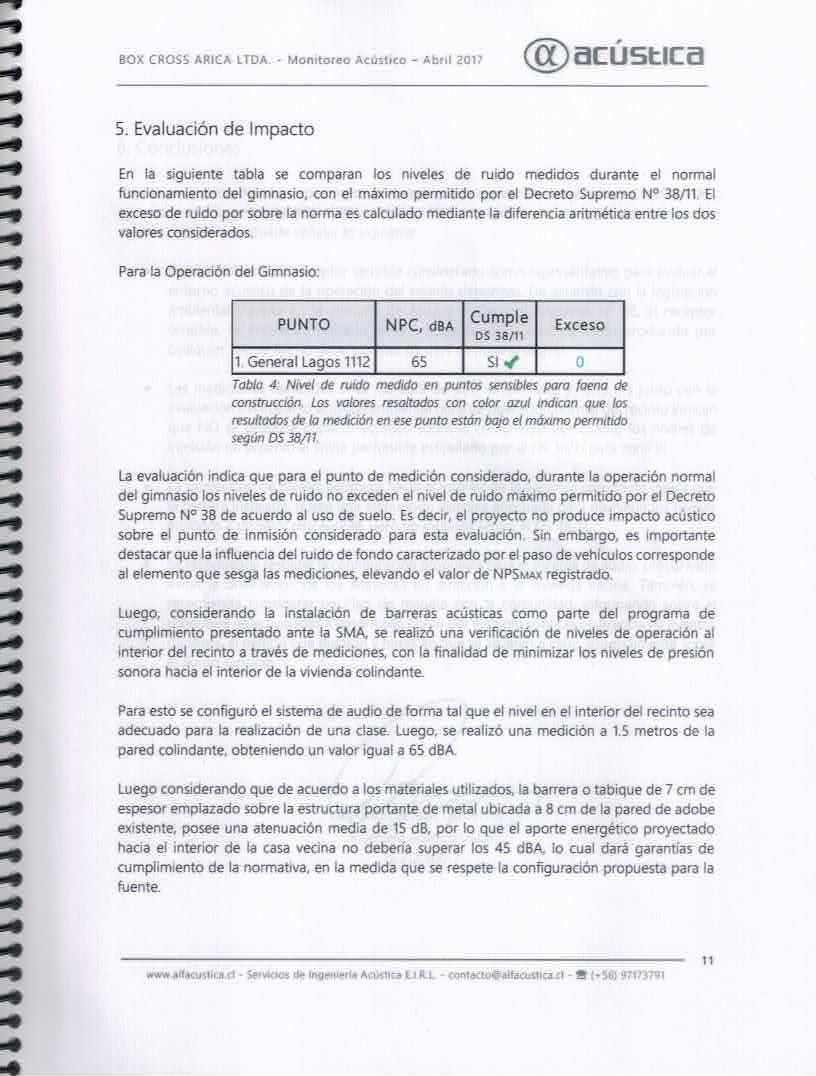 BOX CROSS ARICA LTDA. - Monitoreo Acústico – Abril 2017
α acústica
5. Evaluación de Impacto
6. Conclusiones
En la siguiente tabla se comparan los niveles de ruido medidos durante el normal
funcionamiento del gimnasio, con el máximo permitido por el Decreto Supremo Nº 38/11. El
exceso de ruido por sobre la norma es calculado mediante la diferencia aritmética entre los dos
valores considerados.
Para la Operación del Gimnasio:
PUNTO NPC, dBA Cumple DS 38/11 Exceso
1. General Lagos 1112 65 SI ✓ 0
Tabla 4: Nivel de ruido medido en puntos sensibles para faena de
construcción. Los valores resaltados con color azul indican que los
resultados de la medición en ese punto están bajo el máximo permitido
según DS 38/11.
La evaluación indica que para el punto de medición considerado, durante la operación normal
del gimnasio los niveles de ruido no exceden el nivel de ruido máximo permitido por el Decreto
Supremo Nº 38 de acuerdo al uso de suelo. Es decir, el proyecto no produce impacto acústico
sobre el punto de inmisión considerado para esta evaluación. Sin embargo, es importante
destacar que la influencia del ruido de fondo caracterizado por el paso de vehículos corresponde
al elemento que sesga las mediciones, elevando el valor de NPSMAX registrado.
Luego, considerando la instalación de barreras acústicas como parte del programa de
cumplimiento presentado ante la SMA, se realizó una verificación de niveles de operación al
interior del recinto a través de mediciones, con la finalidad de minimizar los niveles de presión
sonora hacia el interior de la vivienda colindante.
Para esto se configuró el sistema de audio de forma tal que el nivel en el interior del recinto sea
adecuado para la realización de una clase. Luego, se realizó una medición a 1.5 metros de la
pared colindante, obteniendo un valor igual a 65 dBA.
Luego considerando que de acuerdo a los materiales utilizados, la barrera o tabique de 7 cm de
espesor emplazado sobre la estructura portante de metal ubicada a 8 cm de la pared de adobe
existente, posee una atenuación media de 15 dB, por lo que el aporte energético proyectado
hacia el interior de la casa vecina no debería superar los 45 dBA, lo cual dará garantías de
cumplimiento de la normativa, en la medida que se respete la configuración propuesta para la
fuente.
11
www.alfacustica.cl - Servicios de Ingeniería Acústica E.I.R.L. - contacto@alfacustica.cl - ☎ (+56) 97173791